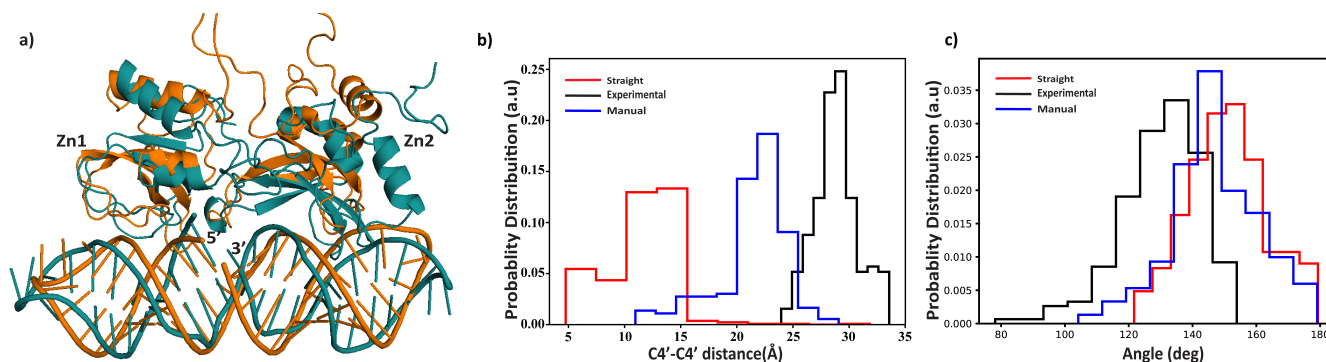 a)
Zn1
Zn2
5'
3'
b)
Probablity Distribuition (a.u)
0.25
0.20
0.15
0.10
0.05
0.00
Straight
Experimental
Manual
5
10
15
20
25
30
35
C4'-C4' distance(Å)
c)
Probablity Distribuition (a.u)
0.035
0.030
0.025
0.020
0.015
0.010
0.005
0.000
Straight
Experimental
Manual
80
100
120
140
160
180
Angle (deg)